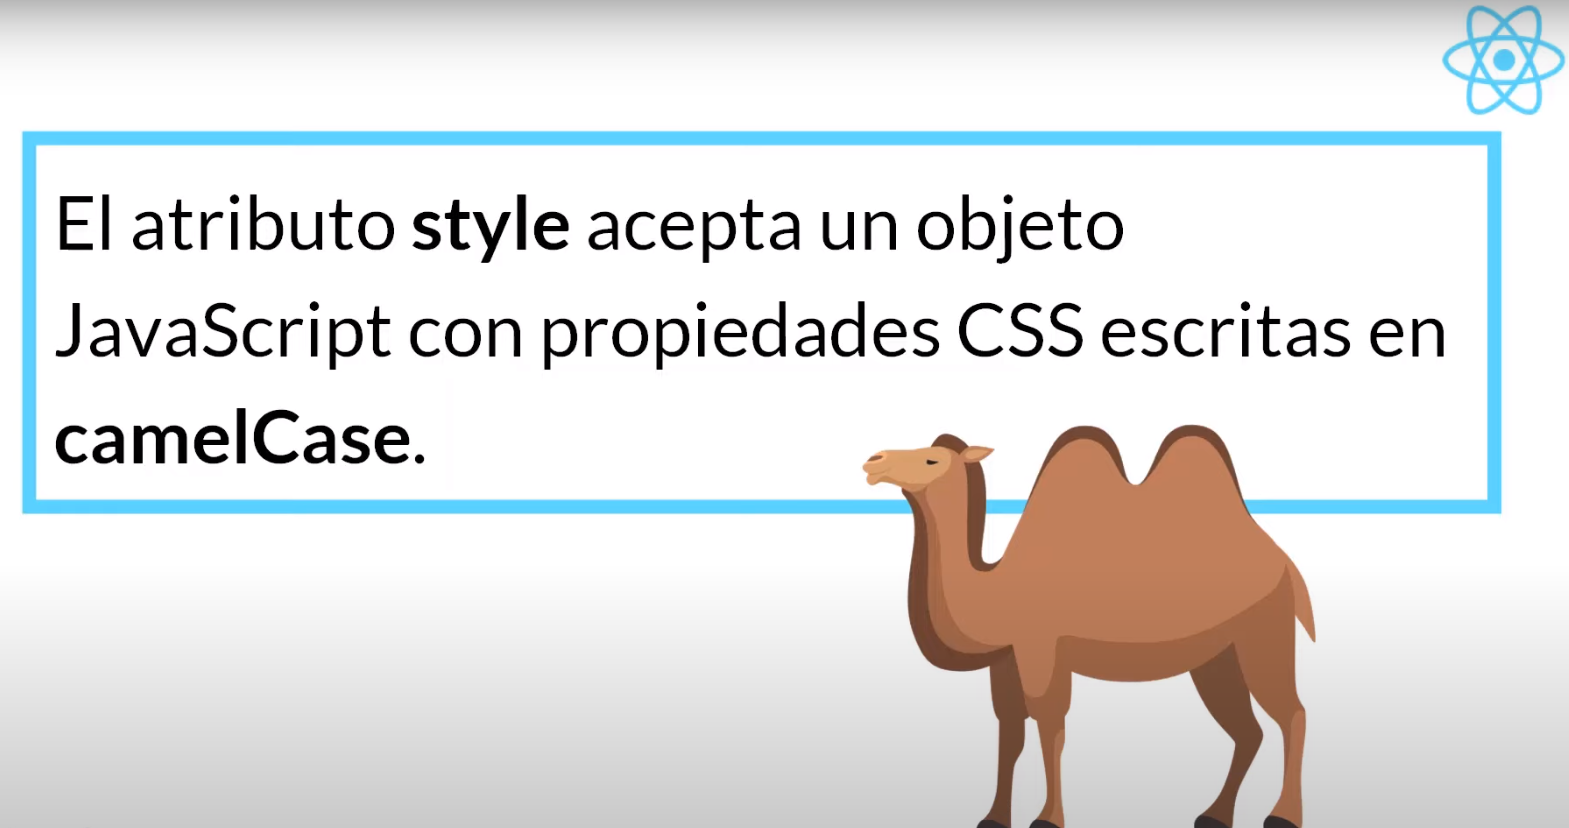 El atributo style acepta un objeto
JavaScript con propiedades CSS escritas en
camelCase.